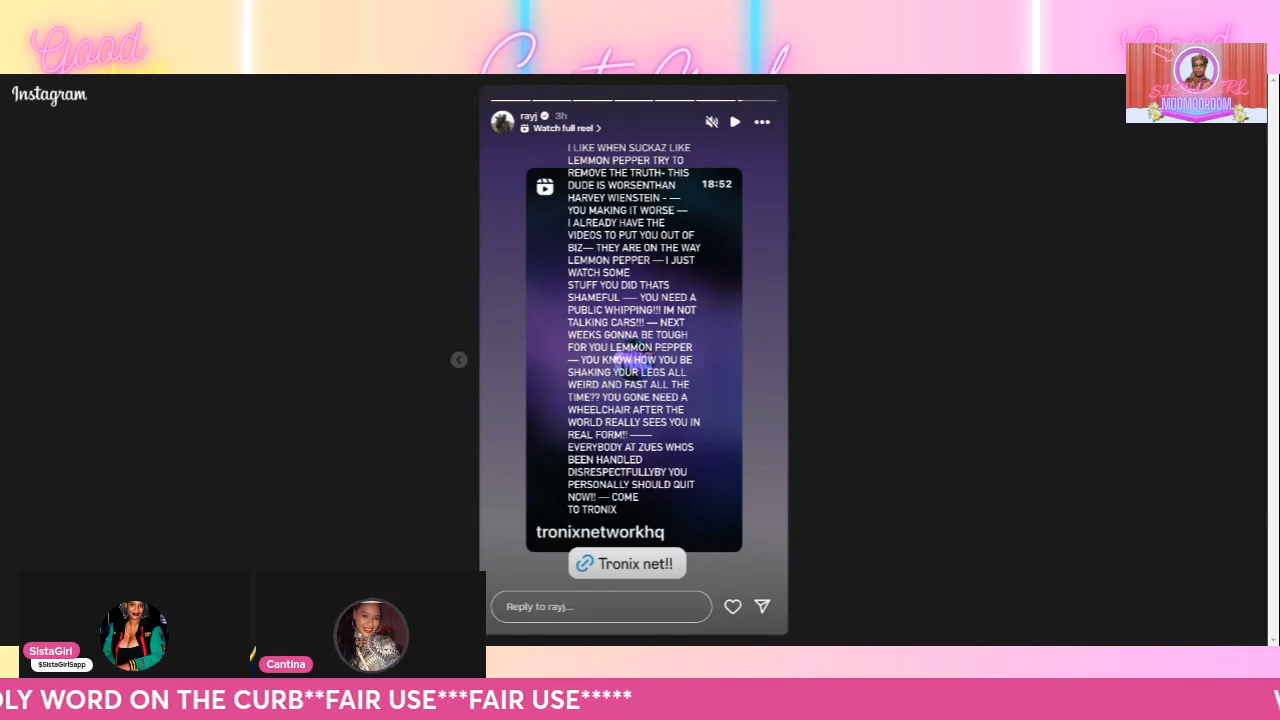 Good
Good
Instagram
SISTAGIRL
MOOMOOROOM
rayj
3h
Watch full reel
I LIKE WHEN SUCKAZ LIKE
LEMMON PEPPER TRY TO
REMOVE THE TRUTH- THIS
DUDE IS WORSENTHAN
18:52
HARVEY WIENSTEIN - —
YOU MAKING IT WORSE —
I ALREADY HAVE THE
VIDEOS TO PUT YOU OUT OF
BIZ— THEY ARE ON THE WAY
LEMMON PEPPER — I JUST
WATCH SOME
STUFF YOU DID THATS
SHAMEFUL —– YOU NEED A
PUBLIC WHIPPING!!! IM NOT
TALKING CARS!!! — NEXT
WEEKS GONNA BE TOUGH
FOR YOU LEMMON PEPPER
— YOU KNOW HOW YOU BE
SHAKING YOUR LEGS ALL
WEIRD AND FAST ALL THE
TIME?? YOU GONE NEED A
WHEELCHAIR AFTER THE
WORLD REALLY SEES YOU IN
REAL FORM!! ——
EVERYBODY AT ZUES WHOS
BEEN HANDLED
DISRESPECTFULLYBY YOU
PERSONALLY SHOULD QUIT
NOW!! — COME
TO TRONIX
tronixnetworkhq
Tronix net!!
Reply to rayj...
SistaGirl
$SistaGirlSapp
Cantina
OLY WORD ON THE CURB**FAIR USE***FAIR USE*****